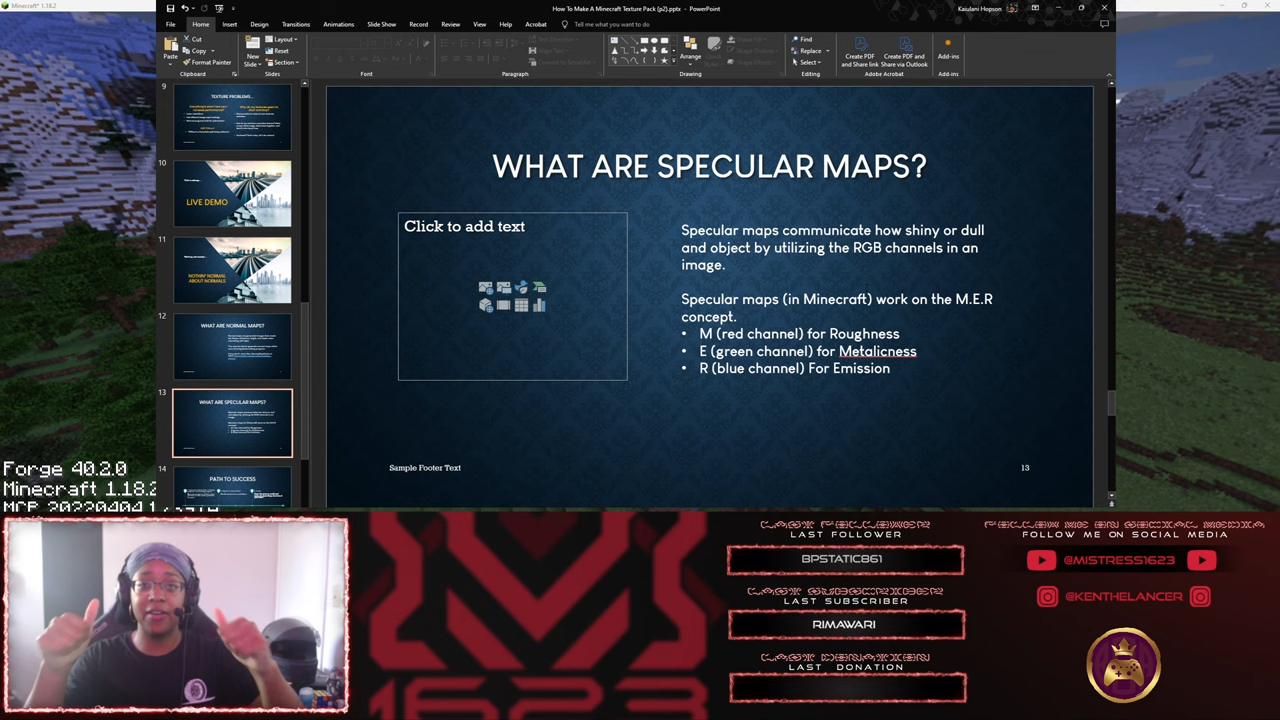 Minecraft* 1.18.2
How To Make A Minecraft Texture Pack (p2).pptx - PowerPoint
Kaiulani Hopson
File
Home
Insert
Design
Transitions
Animations
Slide Show
Record
Review
View
Help
Acrobat
Tell me what you want to do
Paste
Cut
Copy
Format Painter
Clipboard
New
Slide
Layout
Reset
Section
Slides
Font
Paragraph
Arrange
Drawing
Find
Replace
Select
Editing
Create PDF
and Share link
Create PDF and
Share via Outlook
Adobe Acrobat
Add-ins
Add-ins
9
TEXTURE PROBLEMS...
10
LIVE DEMO
11
NOTHIN' NORMAL
ABOUT NORMALS
12
WHAT ARE NORMAL MAPS?
13
WHAT ARE SPECULAR MAPS?
14
PATH TO SUCCESS
WHAT ARE SPECULAR MAPS?
Click to add text
Specular maps communicate how shiny or dull
and object by utilizing the RGB channels in an
image.
Specular maps (in Minecraft) work on the M.E.R
concept.
• M (red channel) for Roughness
• E (green channel) for Metalicness
• R (blue channel) For Emission
Sample Footer Text
13
Forge 40.2.0
Minecraft 1.18.2
LAST FOLLOWER
BPSTATIC861
LAST SUBSCRIBER
RIMAWARI
LAST DONATION
FOLLOW ME ON SOCIAL MEDIA
@MISTRESS1623
@KENTHELANCER
1623